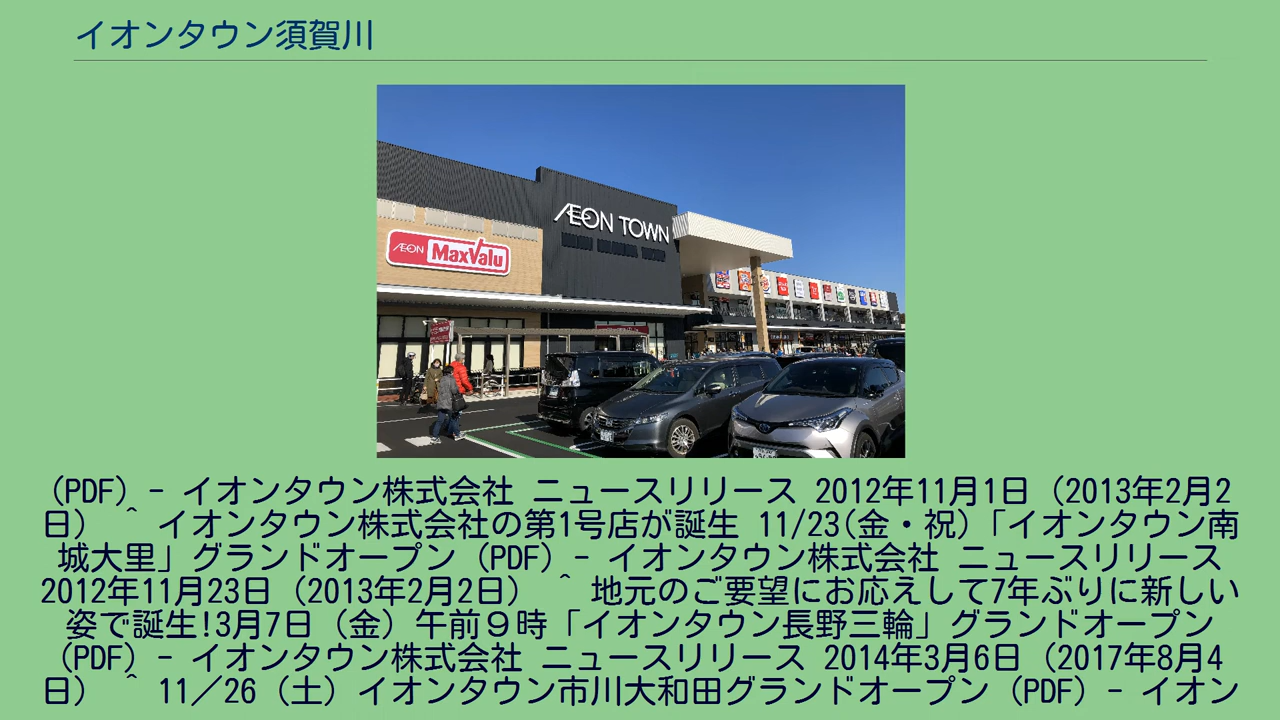 イオンタウン須賀川
ÆON TOWN
ÆON MaxValu
（PDF）- イオンタウン株式会社 ニュースリリース 2012年11月1日（2013年2月2
日） ^ イオンタウン株式会社の第1号店が誕生 11/23(金・祝)「イオンタウン南
城大里」グランドオープン（PDF）- イオンタウン株式会社 ニュースリリース
2012年11月23日（2013年2月2日） ^ 地元のご要望にお応えして7年ぶりに新しい
姿で誕生!3月7日（金）午前９時「イオンタウン長野三輪」グランドオープン
（PDF）- イオンタウン株式会社 ニュースリリース 2014年3月6日（2017年8月4
日） ^ 11／26（土）イオンタウン市川大和田グランドオープン（PDF）- イオン